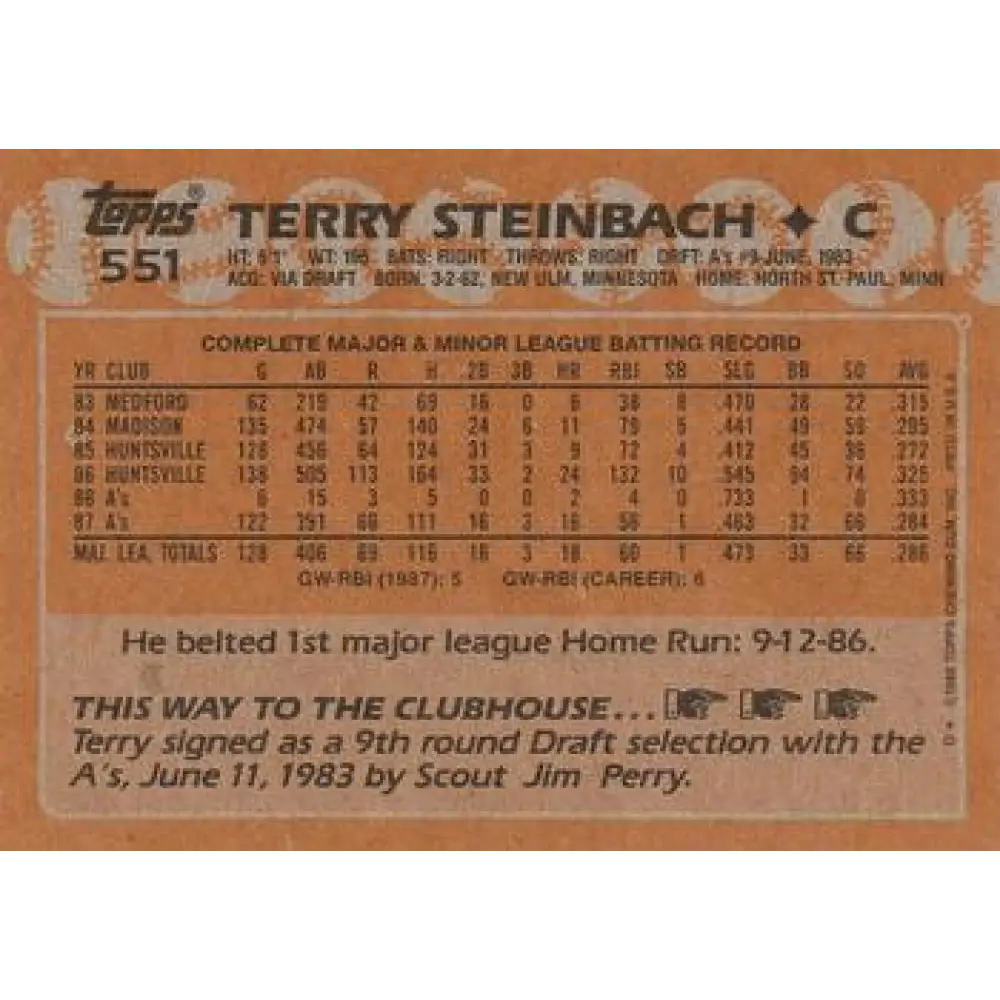 Topps®
551
TERRY STEINBACH ♦ C
HT: 6'1" WT: 195 BATS: RIGHT THROWS: RIGHT DRFT: A's #9-JUNE, 1983
ACQ: VIA DRAFT BORN: 3-2-62, NEW ULM, MINNESOTA HOME: NORTH ST. PAUL, MINN
COMPLETE MAJOR & MINOR LEAGUE BATTING RECORD
YR CLUB G AB R H 2B 3B HR RBI SB SLG BB SO AVG
83 MEDFORD 62 219 42 69 16 0 6 38 8 .470 28 22 .315
84 MADISON 135 474 57 140 24 6 11 79 5 .441 49 59 .295
85 HUNTSVILLE 128 456 64 124 31 3 9 72 4 .412 45 36 .272
86 HUNTSVILLE 138 505 113 164 33 2 24 132 10 .545 94 74 .325
86 A's 6 15 3 5 0 0 2 4 0 .733 1 0 .333
87 A's 122 391 66 111 16 3 16 56 1 .463 32 66 .284
MAJ. LEA. TOTALS 128 406 69 116 16 3 18 60 1 .473 33 66 .286
GW-RBI (1987): 5 GW-RBI (CAREER): 6
He belted 1st major league Home Run: 9-12-86.
THIS WAY TO THE CLUBHOUSE...
Terry signed as a 9th round Draft selection with the
A's, June 11, 1983 by Scout Jim Perry.
D* ©1988 TOPPS CHEWING GUM, INC. PRTD. IN U.S.A.